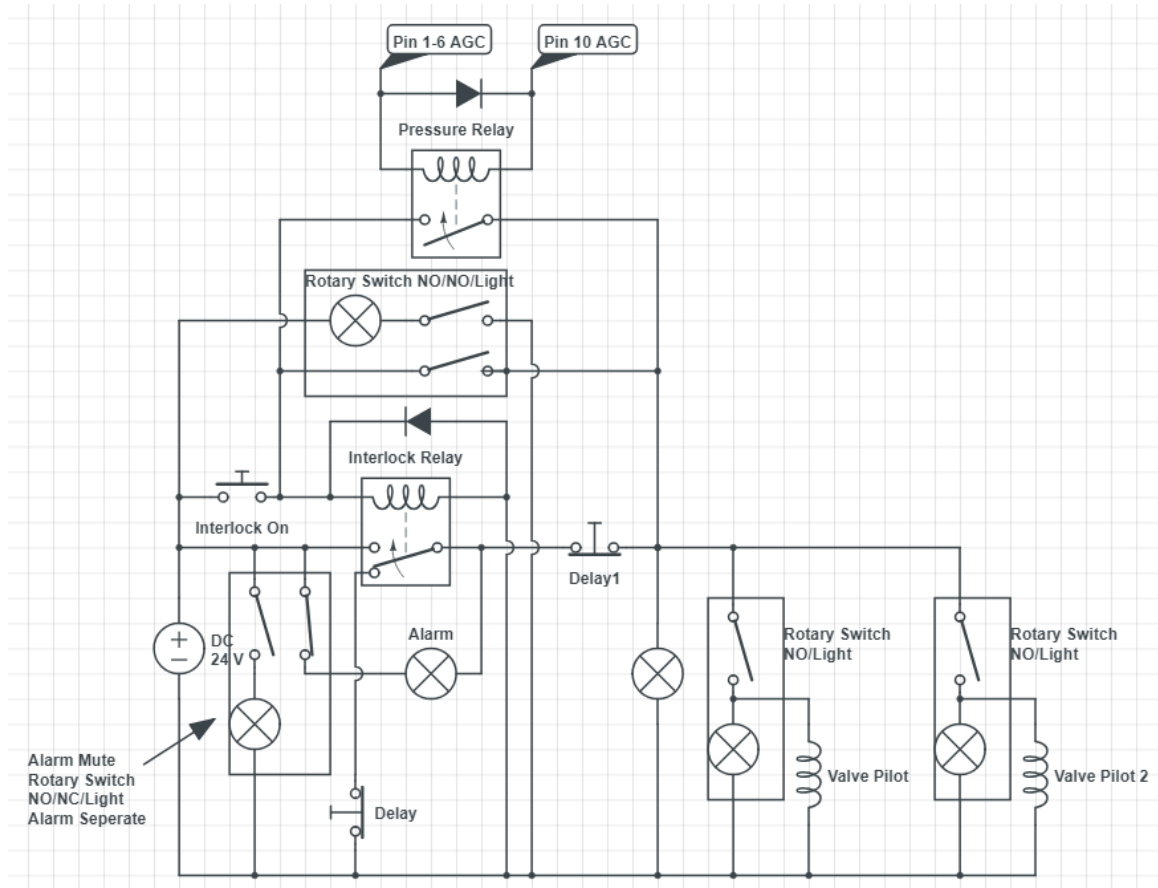 Pin 1-6 AGC
Pin 10 AGC
Pressure Relay
Rotary Switch NO/NO/Light
Interlock Relay
Interlock On
Delay1
DC
24 V
Alarm
Rotary Switch
NO/Light
Rotary Switch
NO/Light
Alarm Mute
Rotary Switch
NO/NC/Light
Alarm Seperate
Delay
Valve Pilot
Valve Pilot 2